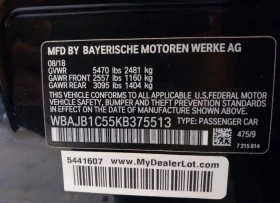 MFD BY BAYERISCHE MOTOREN WERKE AG
08/18
GVWR 5470 lbs 2481 kg
GAWR FRONT 2557 lbs 1160 kg
GAWR REAR 3095 lbs 1404 kg
THIS VEHICLE CONFORMS TO ALL
APPLICABLE U.S.FEDERAL MOTOR
VEHICLE SAFETY, BUMPER, AND
THEFT PREVENTION STANDARDS
IN EFFECT ON THE DATE OF
MANUFACTURE SHOWN ABOVE.
WBAJB1C55KB375513 TYPE: PASSENGER CAR
475/9
7 215 814
5441607 www.MyDealerLot.com